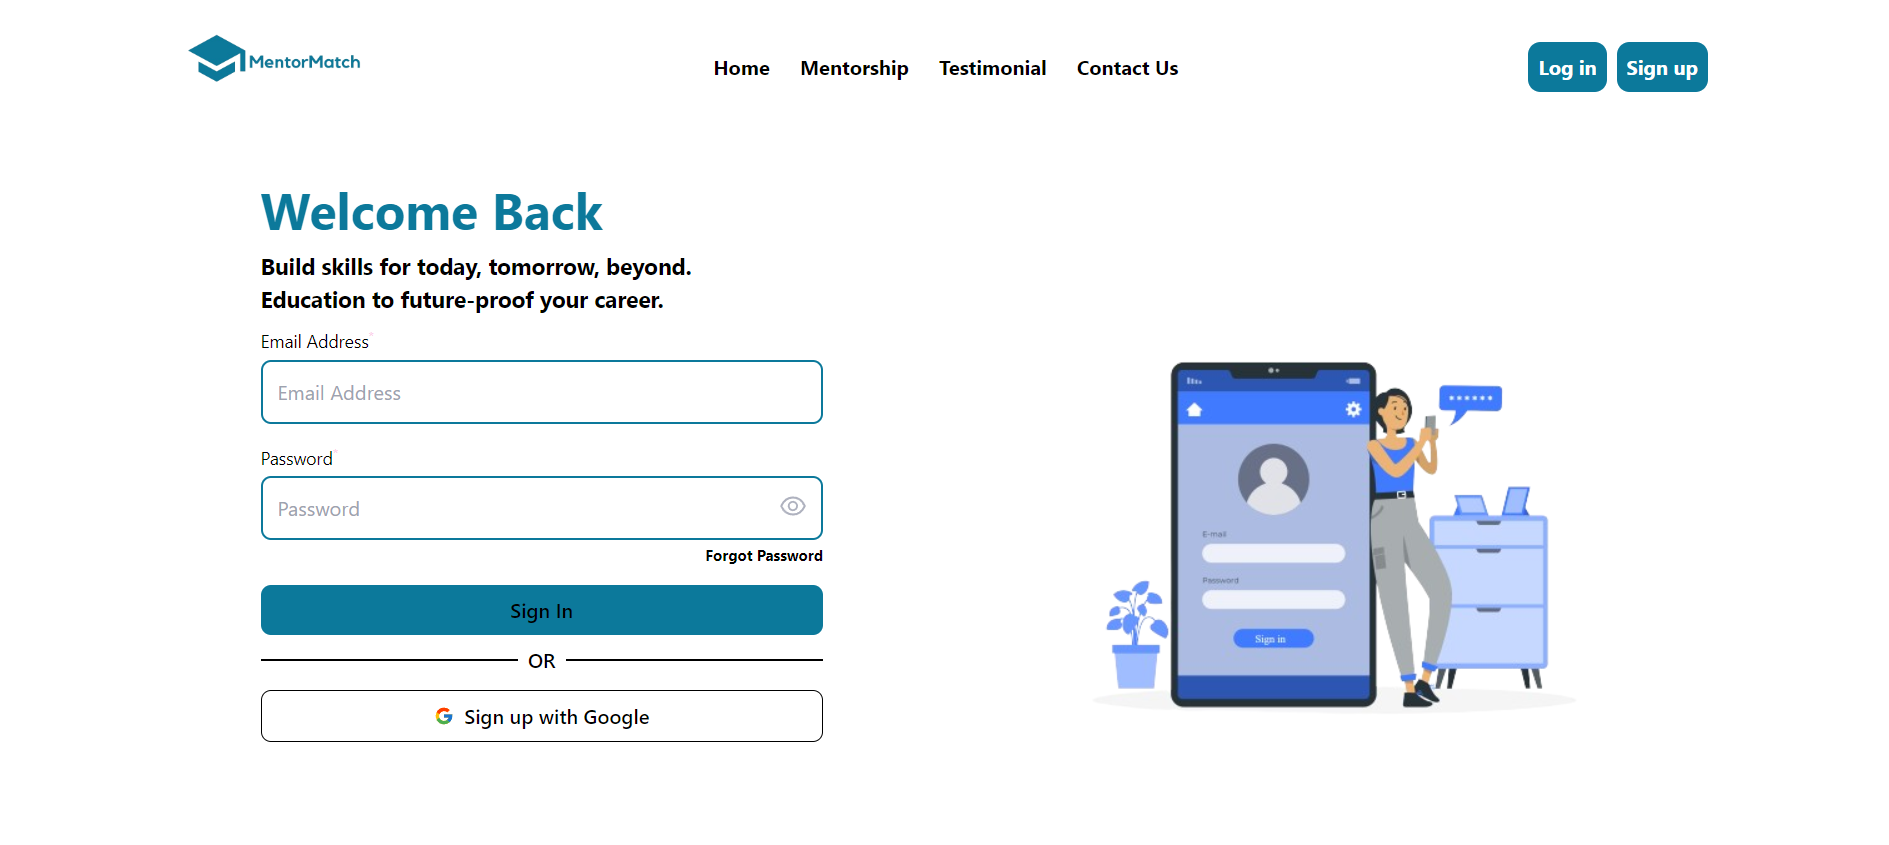 MentorMatch
Home Mentorship Testimonial Contact Us
Log in Sign up
Welcome Back
Build skills for today, tomorrow, beyond.
Education to future-proof your career.
Email Address*
Email Address
Password*
Password
Forgot Password
Sign In
OR
Sign up with Google
E-mail
Password
Sign in